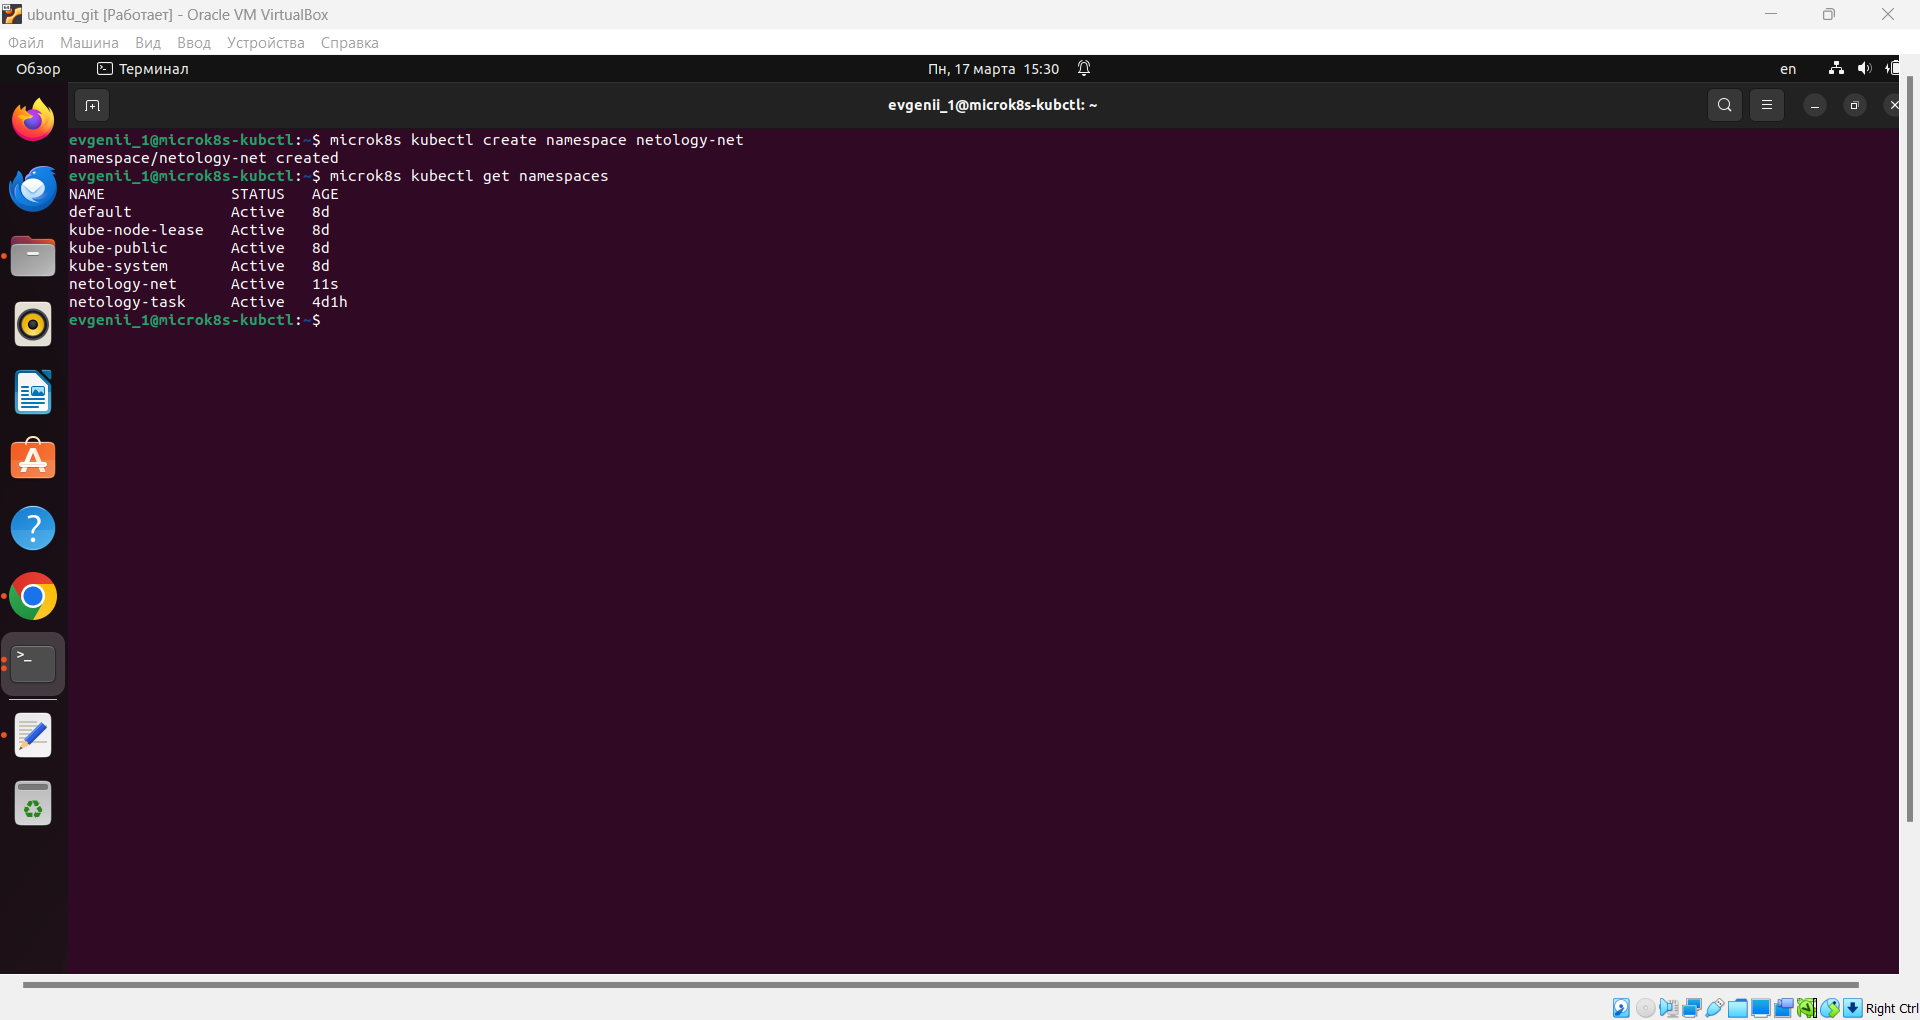 ubuntu_git [Работает] - Oracle VM VirtualBox
Файл Машина Вид Ввод Устройства Справка
Обзор Терминал Пн, 17 марта 15:30 en
evgenii_1@microk8s-kubctl: ~
evgenii_1@microk8s-kubctl:~$ microk8s kubectl create namespace netology-net
namespace/netology-net created
evgenii_1@microk8s-kubctl:~$ microk8s kubectl get namespaces
NAME STATUS AGE
default Active 8d
kube-node-lease Active 8d
kube-public Active 8d
kube-system Active 8d
netology-net Active 11s
netology-task Active 4d1h
evgenii_1@microk8s-kubctl:~$
Right Ctrl